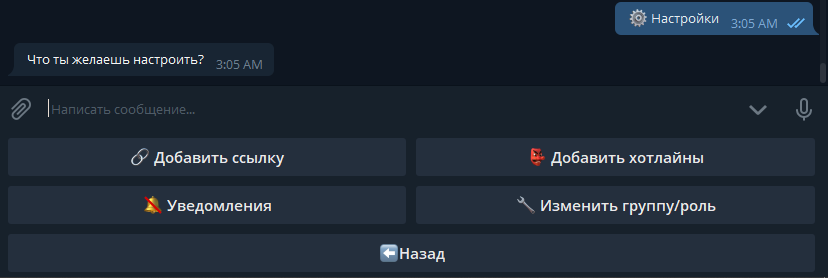 ⚙️ Настройки 3:05 AM
Что ты желаешь настроить? 3:05 AM
Написать сообщение...
🔗 Добавить ссылку
👺 Добавить хотлайны
🔔 Уведомления
🔧 Изменить группу/роль
⬅️Назад